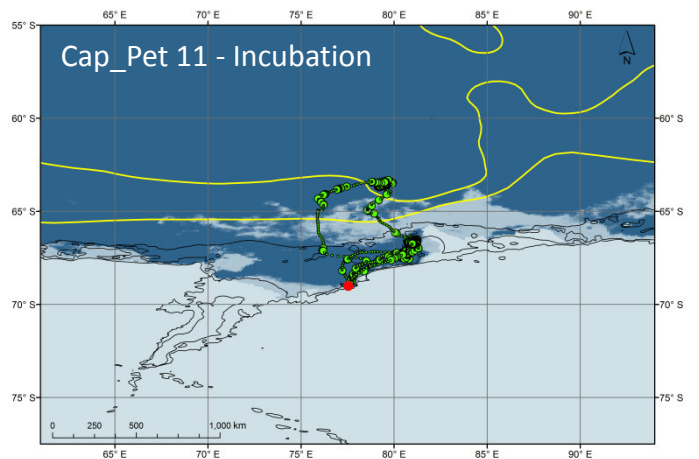 65° E 70° E 75° E 80° E 85° E 90° E
55° S
Cap_Pet 11 - Incubation
N
60° S 60° S
65° S 65° S
70° S 70° S
75° S 75° S
0 250 500 1,000 km
65° E 70° E 75° E 80° E 85° E 90° E